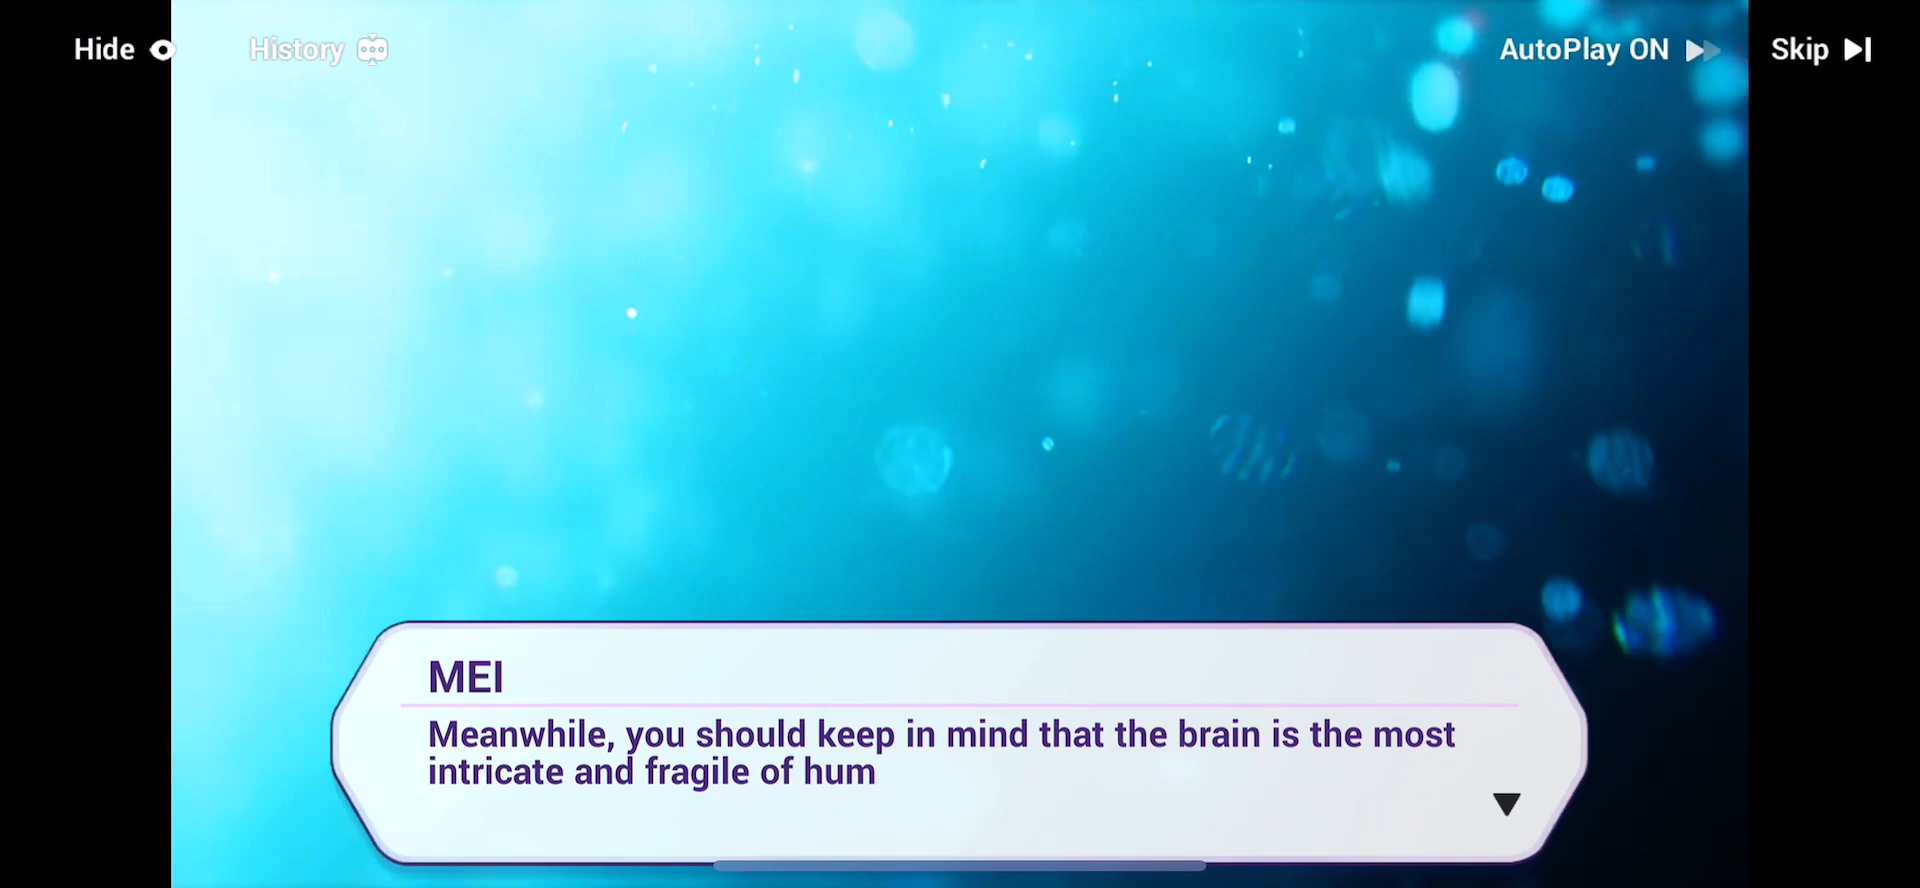 Hide
History
AutoPlay ON
Skip
MEI
Meanwhile, you should keep in mind that the brain is the most
intricate and fragile of hum